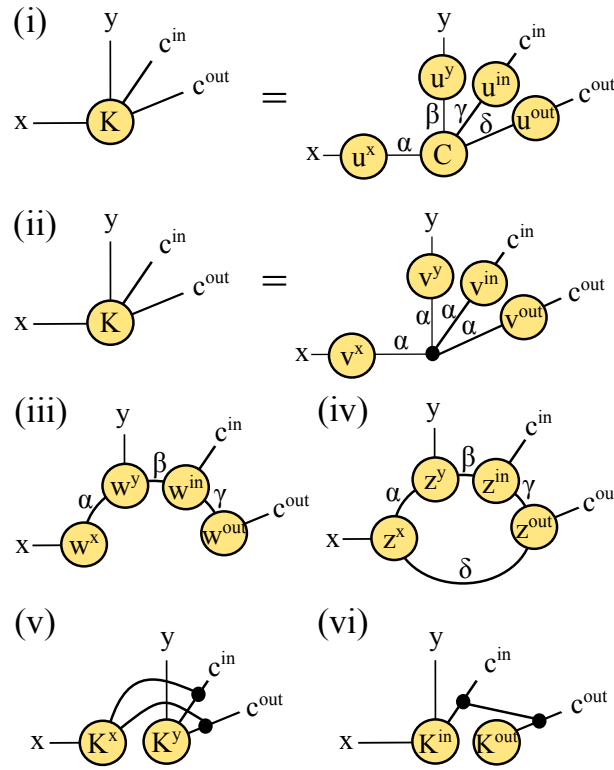 (i)
y
c^in
c^out
x
K
=
y
c^in
c^out
u^y
u^in
u^out
β
γ
δ
x
u^x
α
C
(ii)
y
c^in
c^out
x
K
=
y
c^in
c^out
v^y
v^in
v^out
α
α
α
x
v^x
α
(iii)
y
c^in
β
w^y
w^in
α
γ
w^out
c^out
x
w^x
(iv)
y
c^in
β
z^y
z^in
α
γ
z^out
c^ou
x
z^x
δ
(v)
y
c^in
c^out
x
K^x
K^y
(vi)
y
c^in
c^out
x
K^in
K^out